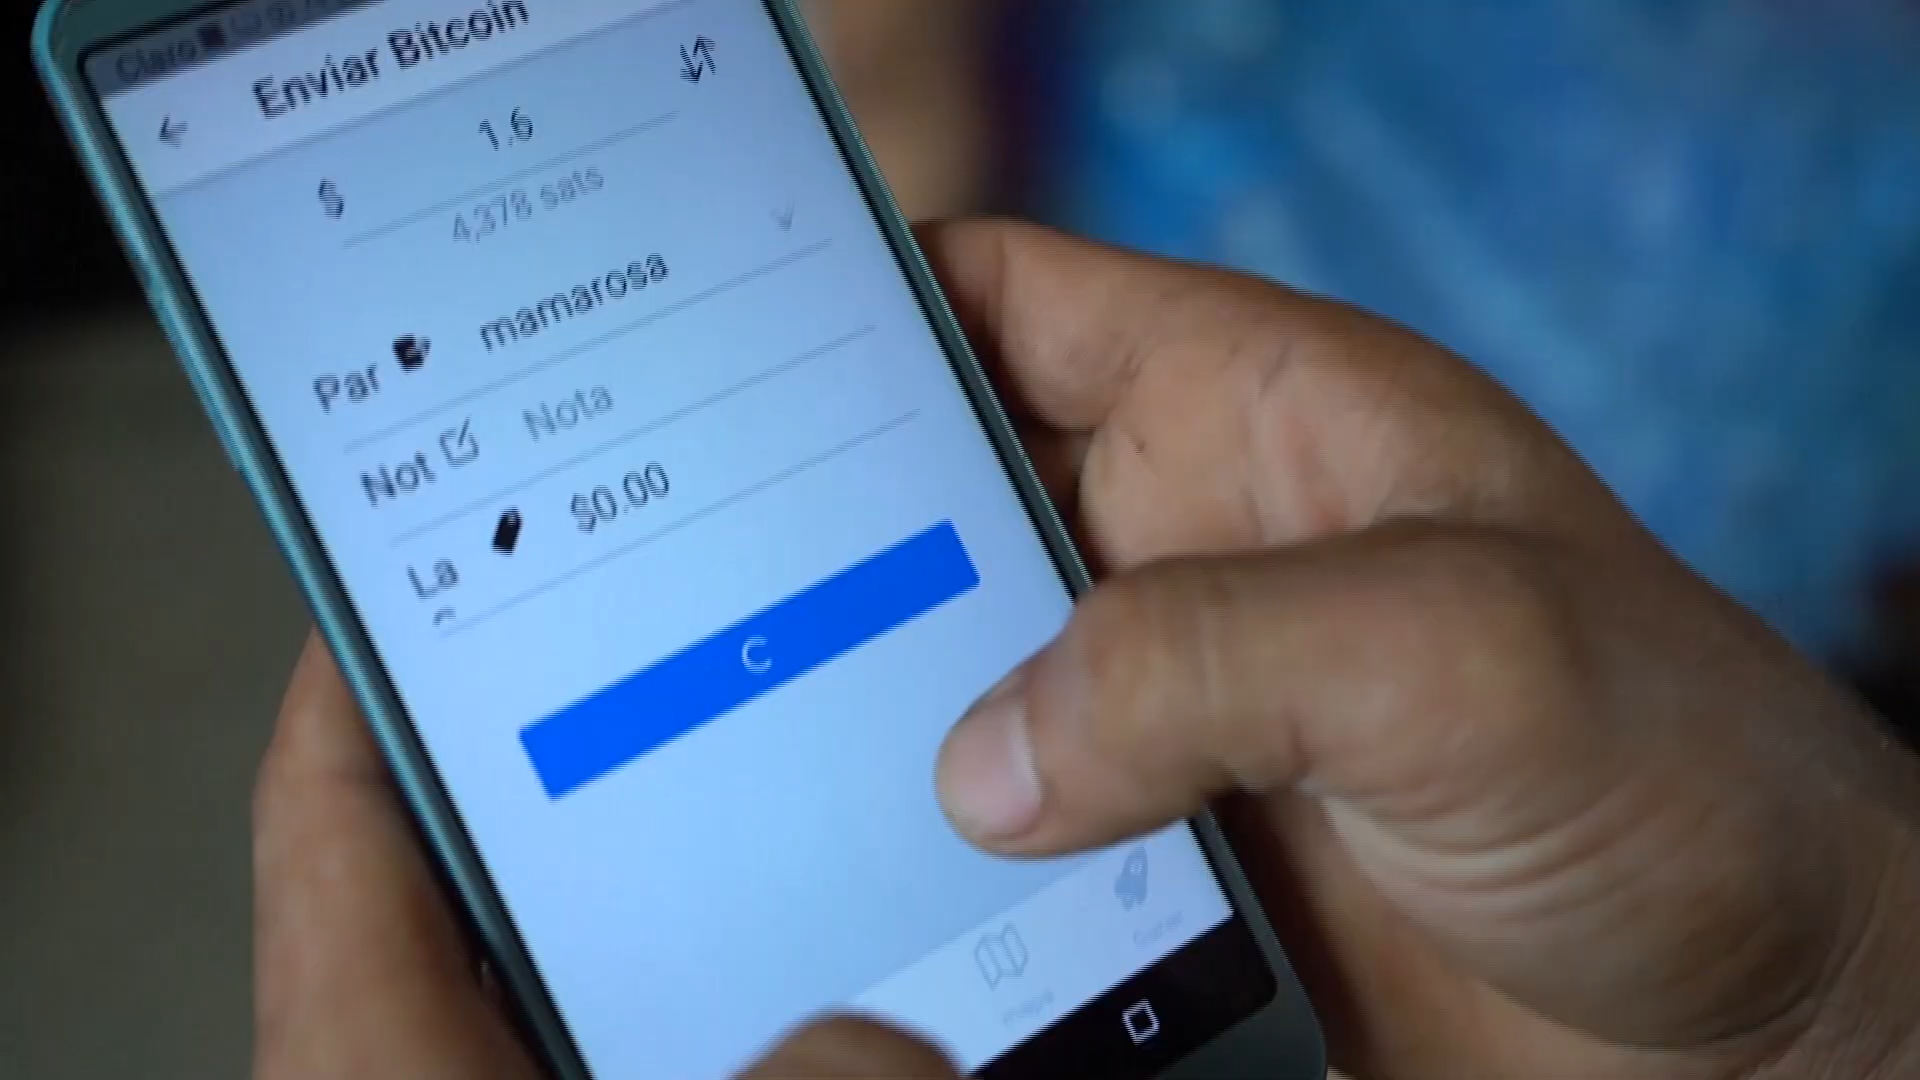 Claro
Enviar Bitcoin
$ 1.6
4,378 sats
Par mamarosa
Not Nota
La $0.00
C